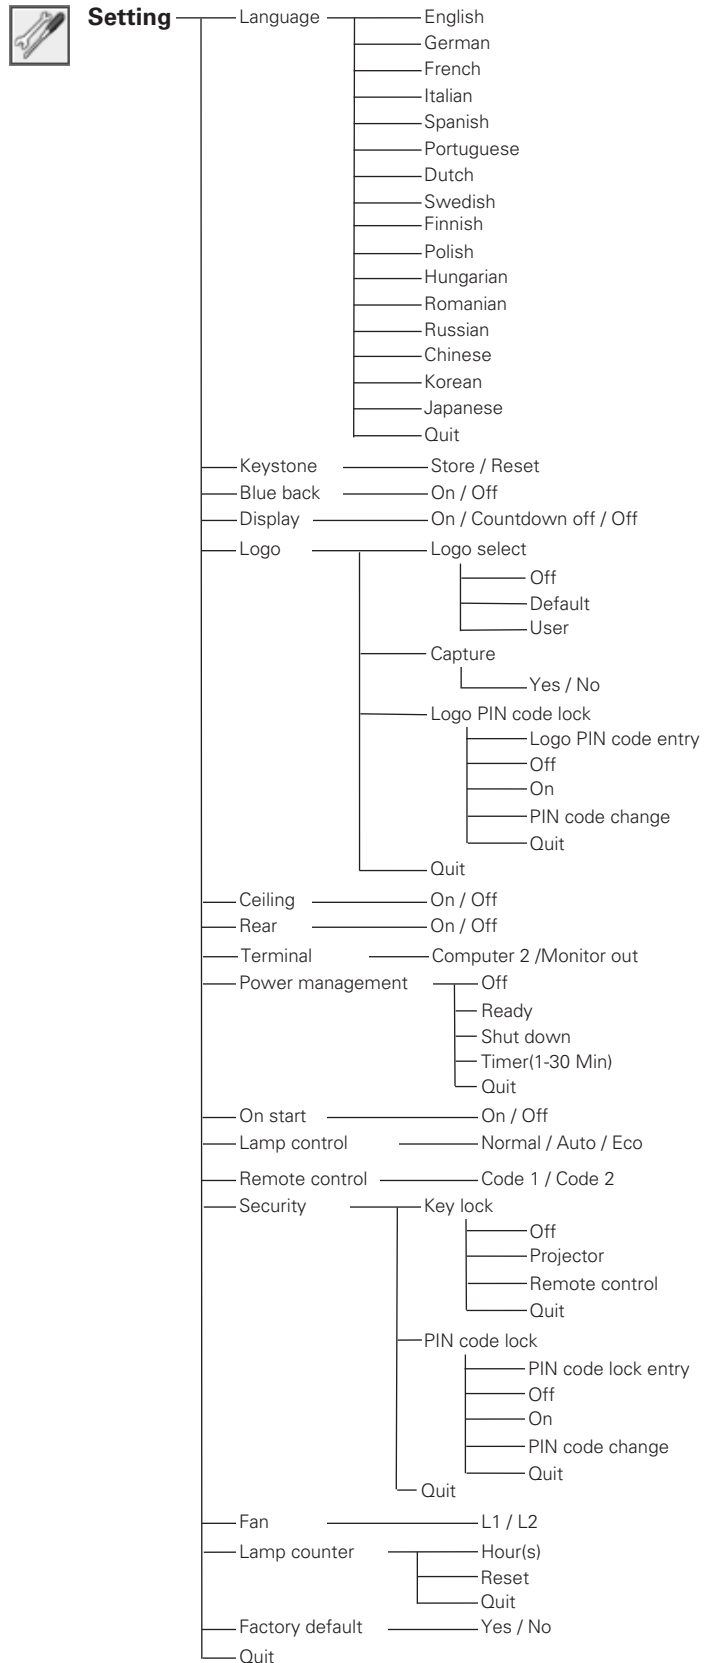 Setting Language English
German
French
Italian
Spanish
Portuguese
Dutch
Swedish
Finnish
Polish
Hungarian
Romanian
Russian
Chinese
Korean
Japanese
Quit
Keystone Store / Reset
Blue back On / Off
Display On / Countdown off / Off
Logo Logo select
Off
Default
User
Capture
Yes / No
Logo PIN code lock
Logo PIN code entry
Off
On
PIN code change
Quit
Quit
Ceiling On / Off
Rear On / Off
Terminal Computer 2 /Monitor out
Power management Off
Ready
Shut down
Timer(1-30 Min)
Quit
On start On / Off
Lamp control Normal / Auto / Eco
Remote control Code 1 / Code 2
Security Key lock
Off
Projector
Remote control
Quit
PIN code lock
PIN code lock entry
Off
On
PIN code change
Quit
Quit
Fan L1 / L2
Lamp counter Hour(s)
Reset
Quit
Factory default Yes / No
Quit